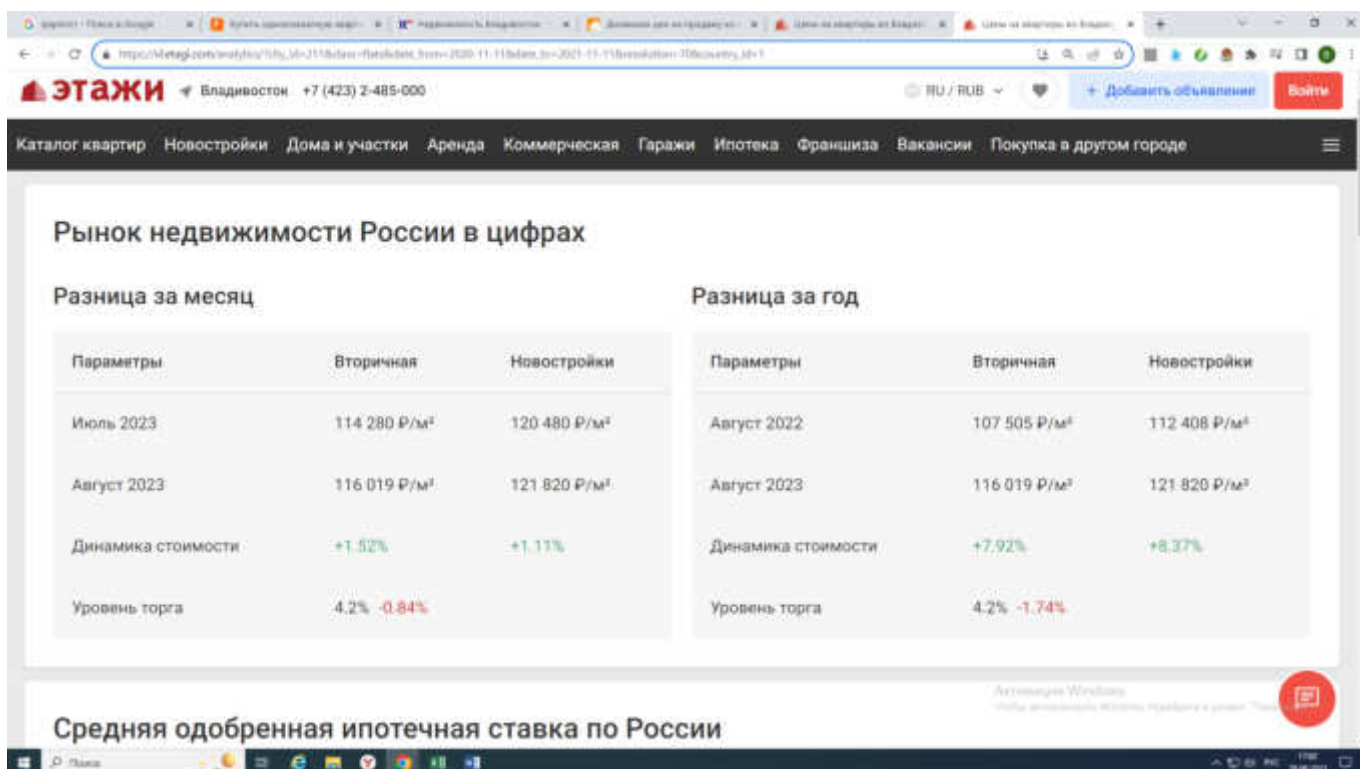 этажи Владивосток +7 (423) 2-485-000 RU / RUB + Добавить объявление Войти
Каталог квартир Новостройки Дома и участки Аренда Коммерческая Гаражи Ипотека Франшиза Вакансии Покупка в другом городе
Рынок недвижимости России в цифрах
Разница за месяц
Параметры Вторичная Новостройки
Июль 2023 114 280 ₽/м² 120 480 ₽/м²
Август 2023 116 019 ₽/м² 121 820 ₽/м²
Динамика стоимости +1.52% +1.11%
Уровень торга 4.2% -0.84%
Разница за год
Параметры Вторичная Новостройки
Август 2022 107 505 ₽/м² 112 408 ₽/м²
Август 2023 116 019 ₽/м² 121 820 ₽/м²
Динамика стоимости +7.92% +8.37%
Уровень торга 4.2% -1.74%
Активация Windows
Средняя одобренная ипотечная ставка по России
Поиск